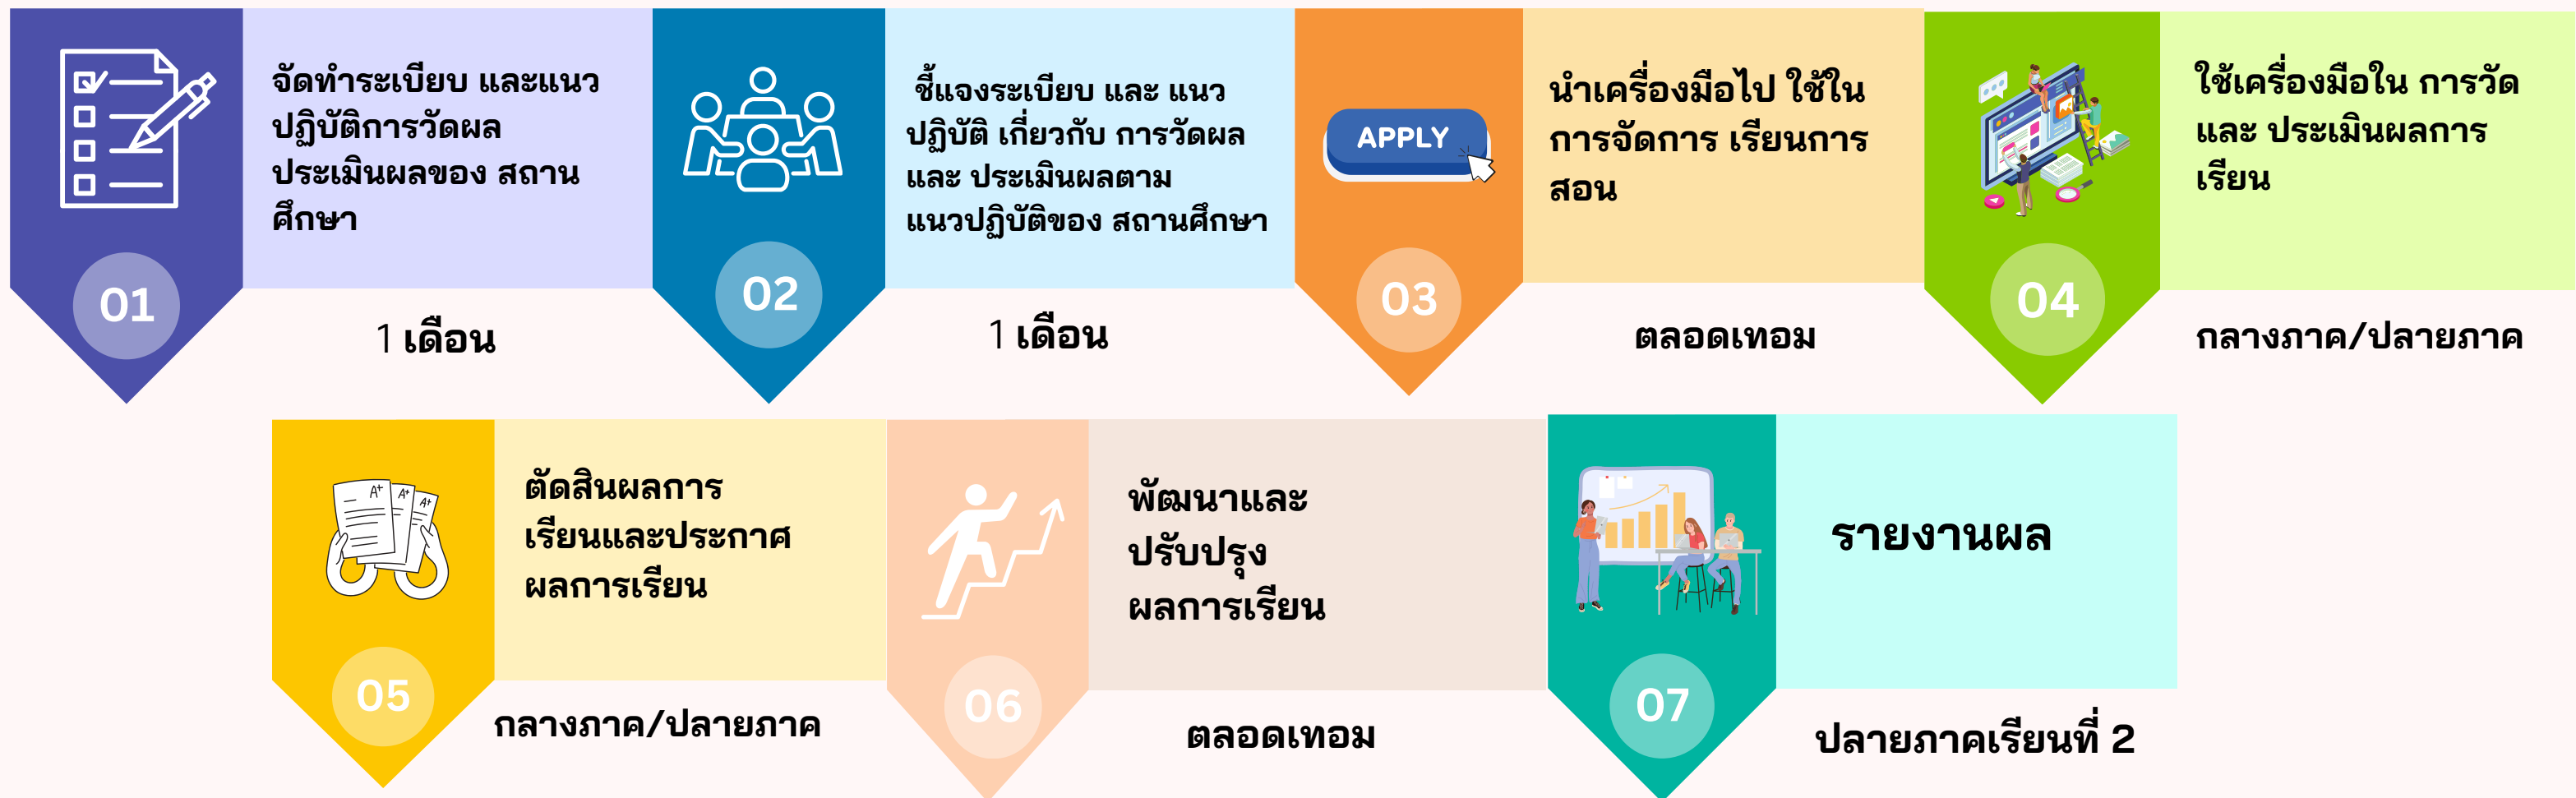 จัดทำระเบียบ และแนว
ปฏิบัติการวัดผล
ประเมินผลของ สถาน
ศึกษา
01
1 เดือน
ชี้แจงระเบียบ และ แนว
ปฏิบัติ เกี่ยวกับ การวัดผล
และ ประเมินผลตาม
แนวปฏิบัติของ สถานศึกษา
02
1 เดือน
APPLY
นำเครื่องมือไป ใช้ใน
การจัดการ เรียนการ
สอน
03
ตลอดเทอม
ใช้เครื่องมือใน การวัด
และ ประเมินผลการ
เรียน
04
กลางภาค/ปลายภาค
A+ A+ A+
ตัดสินผลการ
เรียนและประกาศ
ผลการเรียน
05
กลางภาค/ปลายภาค
พัฒนาและ
ปรับปรุง
ผลการเรียน
06
ตลอดเทอม
รายงานผล
07
ปลายภาคเรียนที่ 2